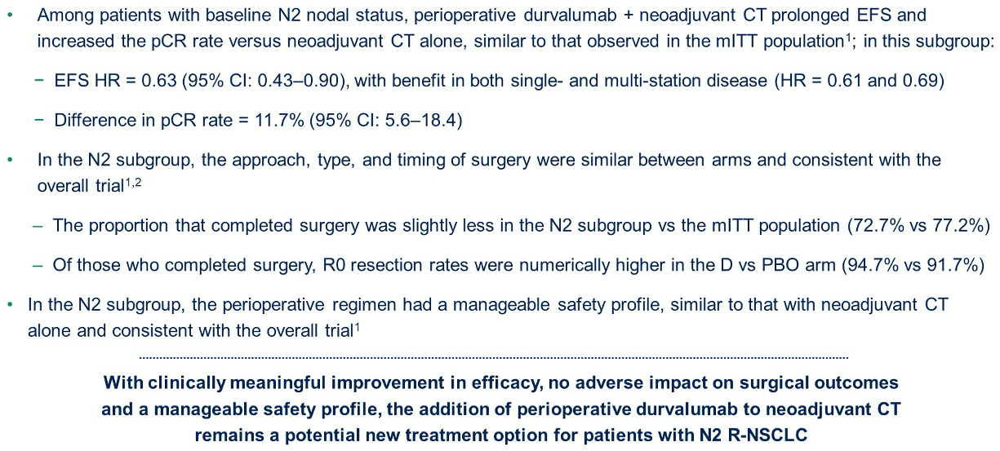 • Among patients with baseline N2 nodal status, perioperative durvalumab + neoadjuvant CT prolonged EFS and
increased the pCR rate versus neoadjuvant CT alone, similar to that observed in the mITT population¹; in this subgroup:
− EFS HR = 0.63 (95% CI: 0.43–0.90), with benefit in both single- and multi-station disease (HR = 0.61 and 0.69)
− Difference in pCR rate = 11.7% (95% CI: 5.6–18.4)
• In the N2 subgroup, the approach, type, and timing of surgery were similar between arms and consistent with the
overall trial¹,²
– The proportion that completed surgery was slightly less in the N2 subgroup vs the mITT population (72.7% vs 77.2%)
– Of those who completed surgery, R0 resection rates were numerically higher in the D vs PBO arm (94.7% vs 91.7%)
• In the N2 subgroup, the perioperative regimen had a manageable safety profile, similar to that with neoadjuvant CT
alone and consistent with the overall trial¹
With clinically meaningful improvement in efficacy, no adverse impact on surgical outcomes
and a manageable safety profile, the addition of perioperative durvalumab to neoadjuvant CT
remains a potential new treatment option for patients with N2 R-NSCLC